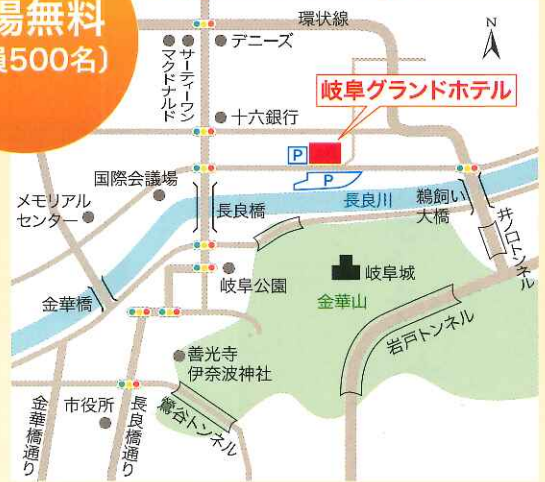 場無料
員500名）
環状線
N
デニーズ
サーティーワン
マクドナルド
岐阜グランドホテル
十六銀行
P
P
国際会議場
メモリアル
センター
長良橋
長良川
鵜飼い
大橋
井ノ口トンネル
岐阜公園
岐阜城
金華山
金華橋
岩戸トンネル
善光寺
伊奈波神社
鶯谷トンネル
市役所
金華橋通り
長良橋通り